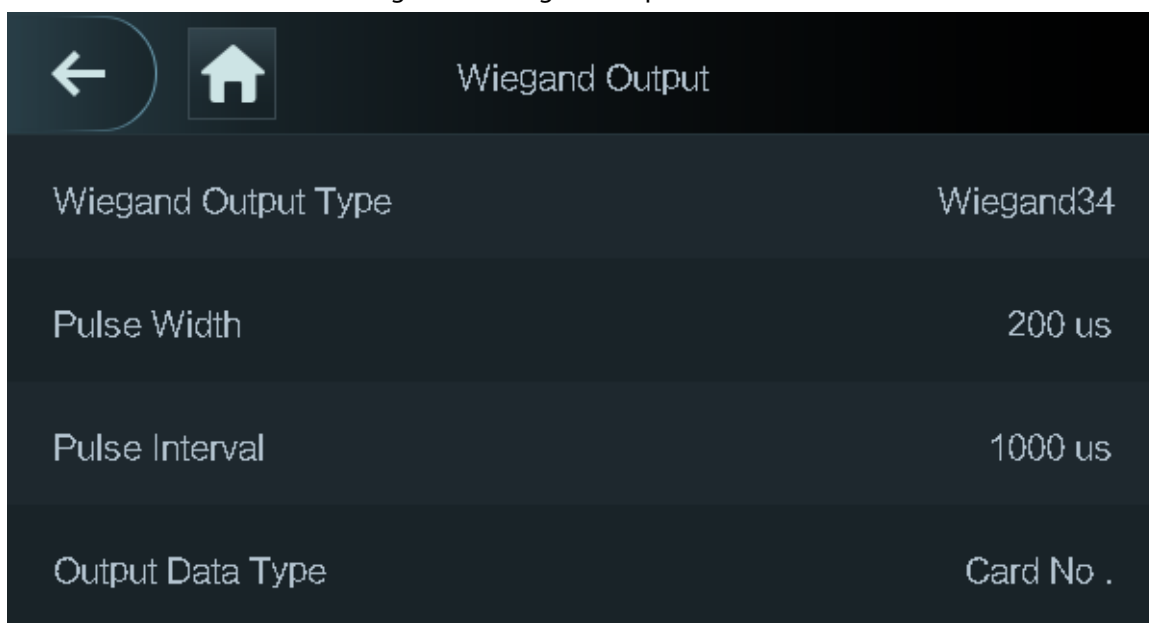 Wiegand Output
Wiegand Output Type Wiegand34
Pulse Width 200 us
Pulse Interval 1000 us
Output Data Type Card No .